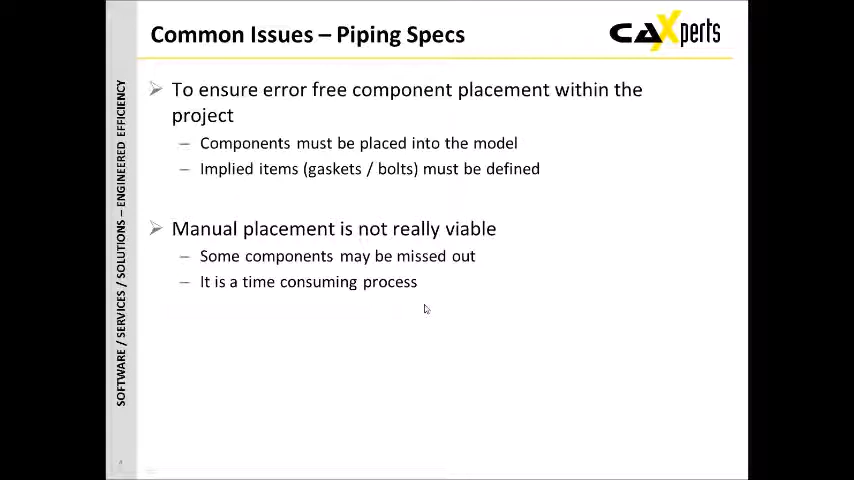 Common Issues – Piping Specs
CAXperts
SOFTWARE / SERVICES / SOLUTIONS – ENGINEERED EFFICIENCY
To ensure error free component placement within the
project
– Components must be placed into the model
– Implied items (gaskets / bolts) must be defined
Manual placement is not really viable
– Some components may be missed out
– It is a time consuming process